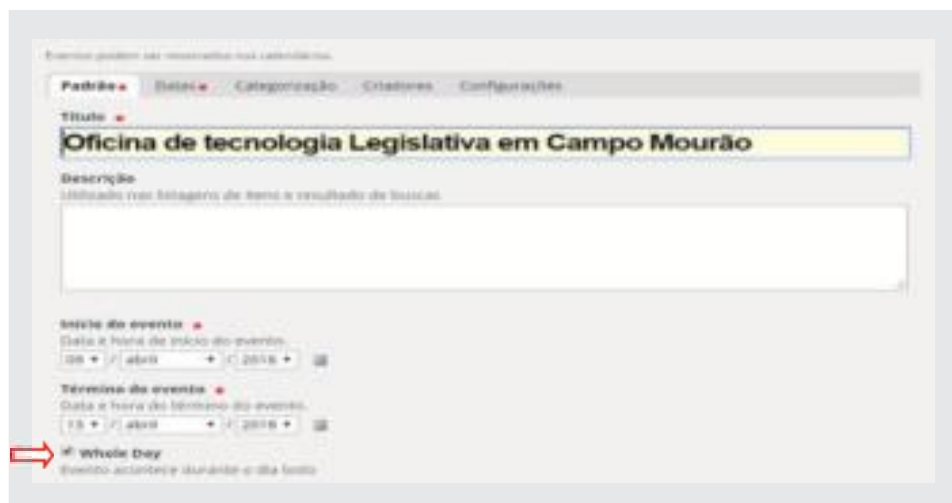 Eventos podem ser mostrados nos calendários.
Padrão Datas Categorização Criadores Configurações
Título
Oficina de tecnologia Legislativa em Campo Mourão
Descrição
Utilizado nas listagens de itens e resultado de buscas.
Início do evento
Data e hora de início do evento.
/ abril /
Término do evento
Data e hora do término do evento.
/ abril /
Whole Day
Evento acontece durante o dia todo